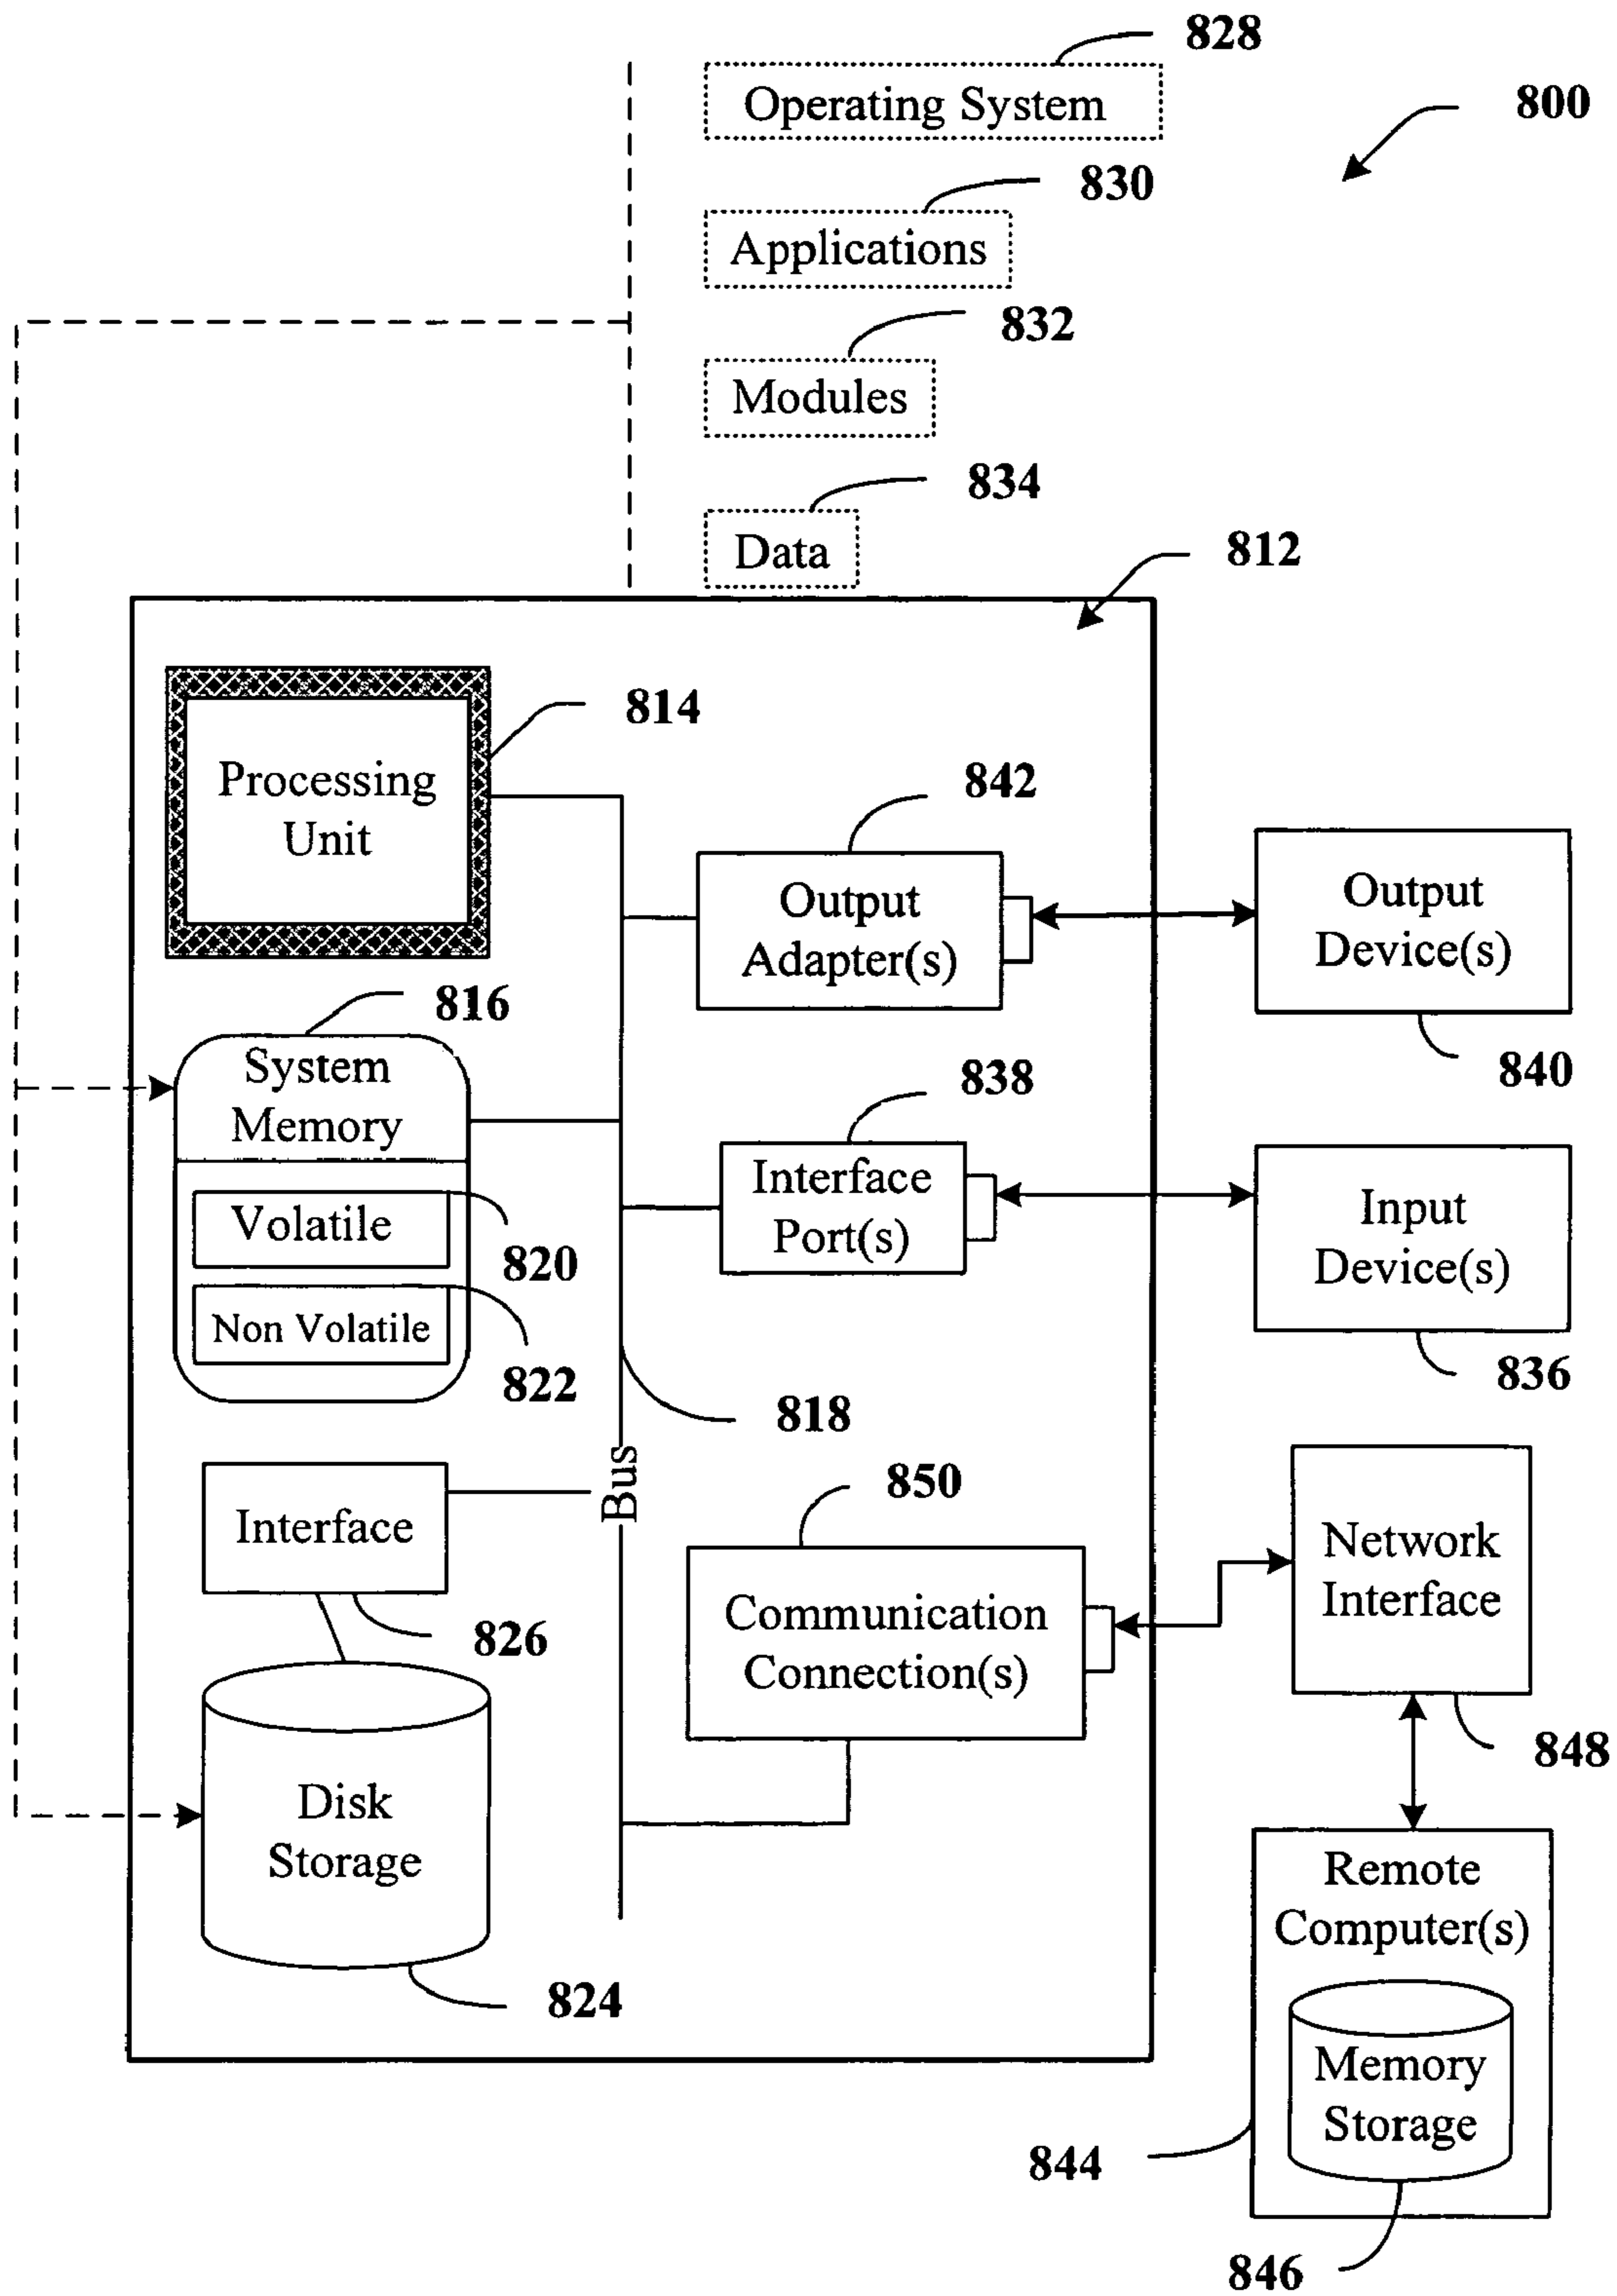 828
Operating System
800
830
Applications
832
Modules
834
Data
812
814
Processing
Unit
842
Output
Adapter(s)
Output
Device(s)
840
816
System
Memory
838
Interface
Port(s)
Input
Device(s)
836
Volatile
820
Non Volatile
822
818
Bus
850
Interface
826
Communication
Connection(s)
Network
Interface
848
Disk
Storage
824
Remote
Computer(s)
Memory
Storage
844
846